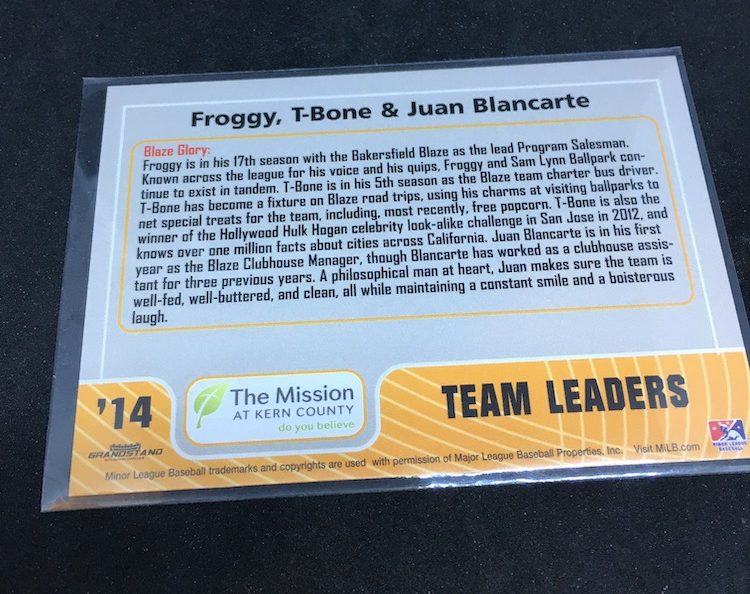 Froggy, T-Bone & Juan Blancarte
Blaze Glory:
Froggy is in his 17th season with the Bakersfield Blaze as the lead Program Salesman.
Known across the league for his voice and his quips, Froggy and Sam Lynn Ballpark con-
tinue to exist in tandem. T-Bone is in his 5th season as the Blaze team charter bus driver.
T-Bone has become a fixture on Blaze road trips, using his charms at visiting ballparks to
net special treats for the team, including, most recently, free popcorn. T-Bone is also the
winner of the Hollywood Hulk Hogan celebrity look-alike challenge in San Jose in 2012, and
knows over one million facts about cities across California. Juan Blancarte is in his first
year as the Blaze Clubhouse Manager, though Blancarte has worked as a clubhouse assis-
tant for three previous years. A philosophical man at heart, Juan makes sure the team is
well-fed, well-buttered, and clean, all while maintaining a constant smile and a boisterous
laugh.
'14
GRANDSTAND
The Mission
AT KERN COUNTY
do you believe
TEAM LEADERS
Minor League Baseball trademarks and copyrights are used with permission of Major League Baseball Properties, Inc. Visit MiLB.com
MINOR LEAGUE
BASEBALL